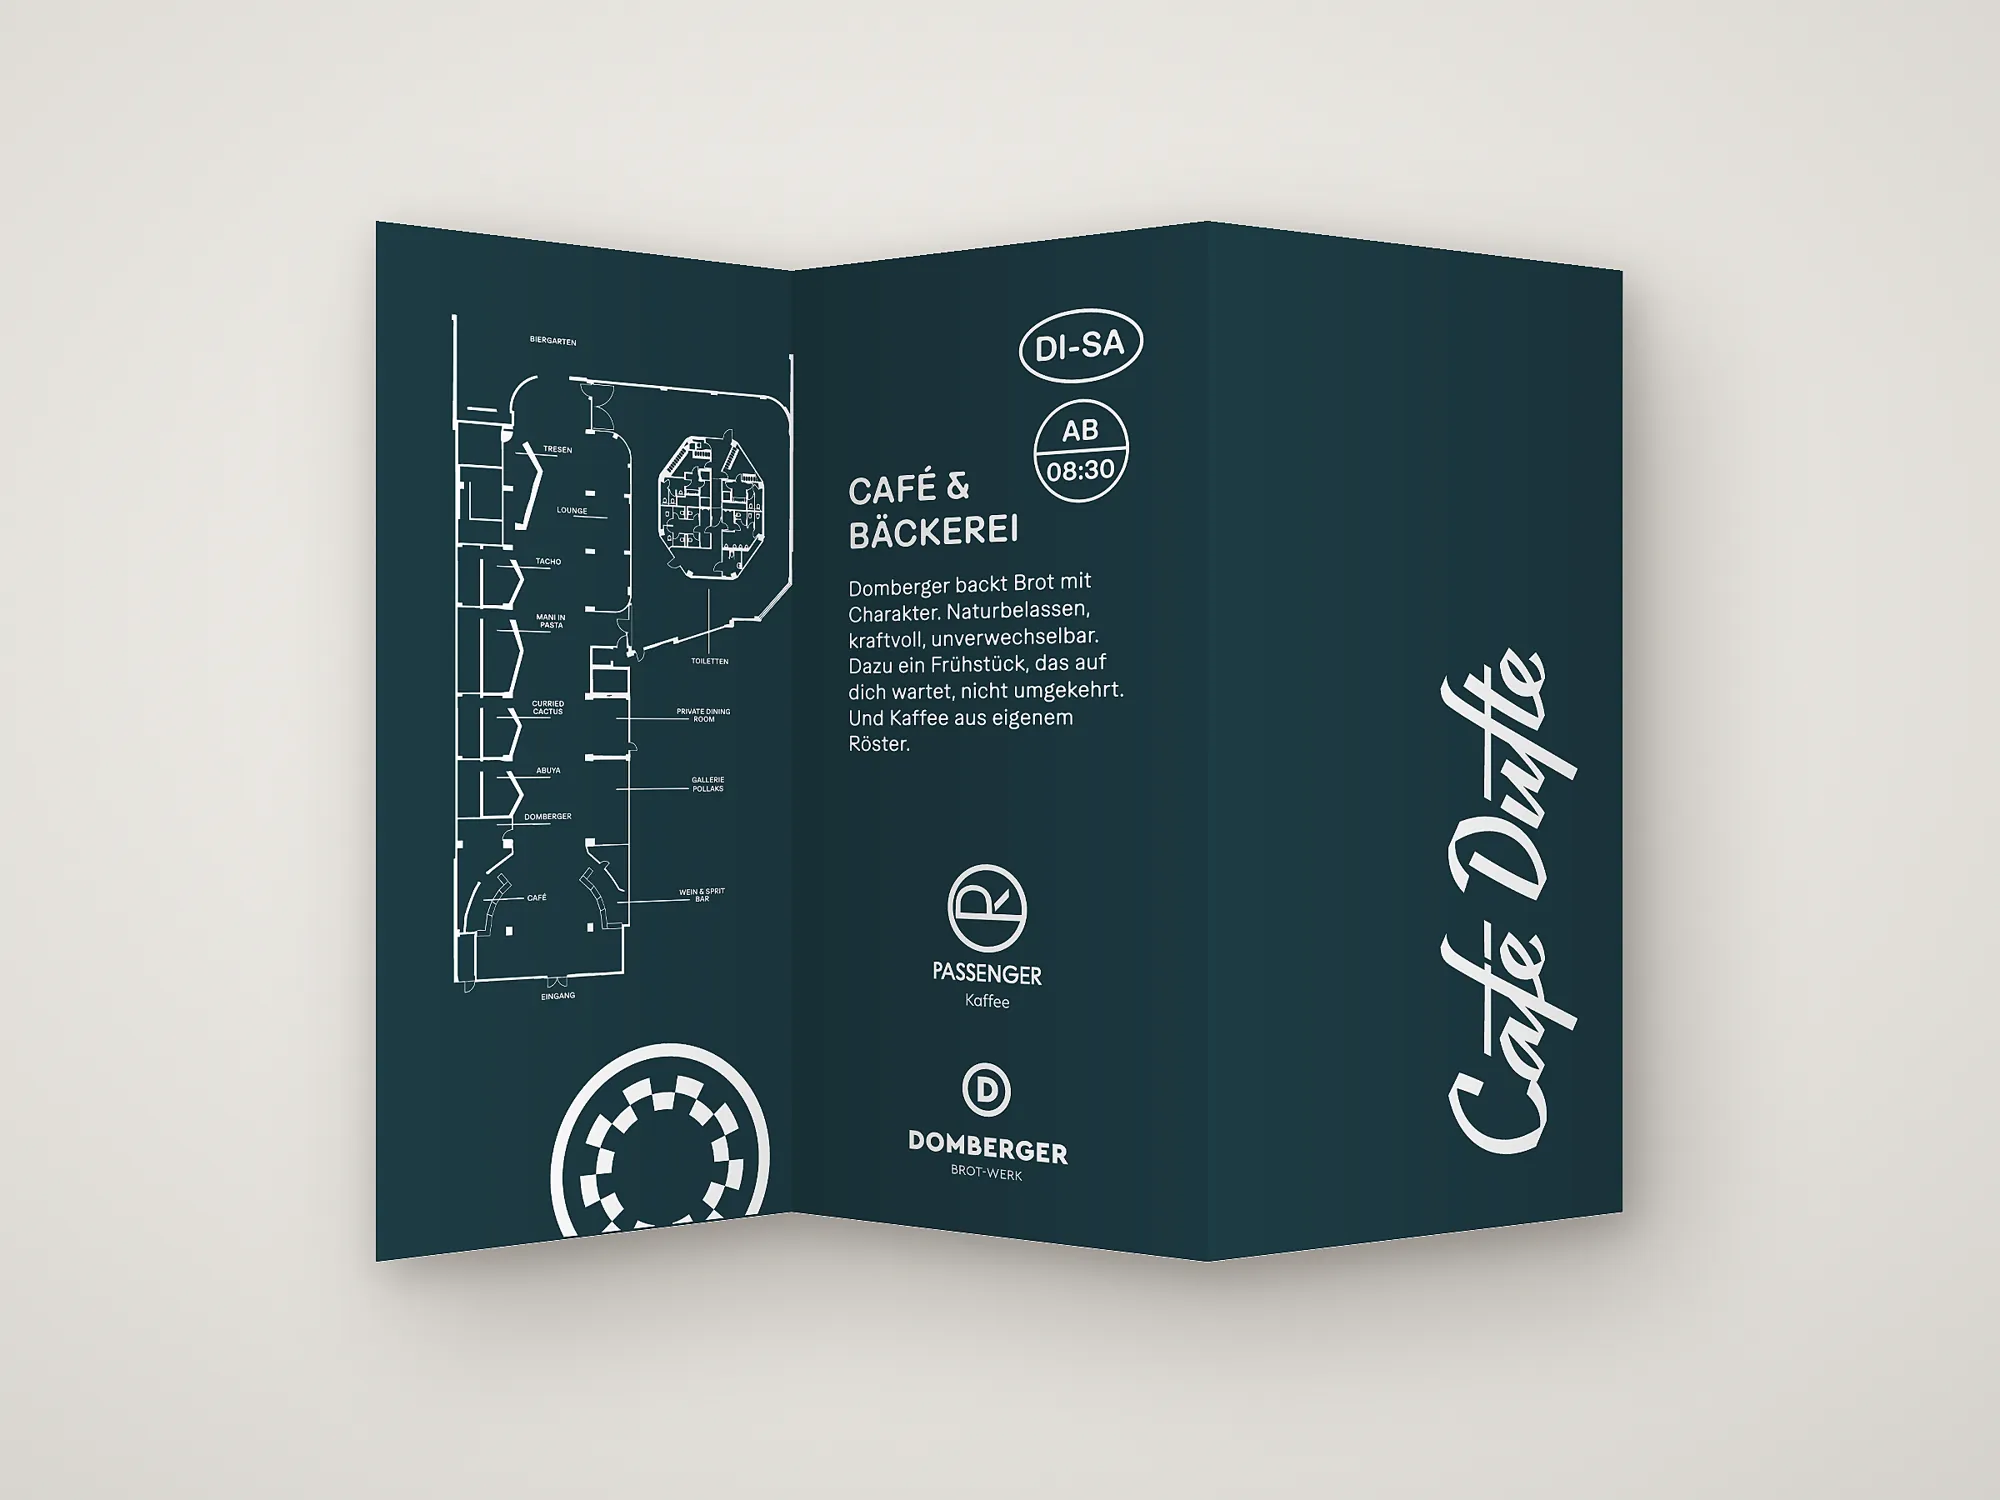 BIERGARTEN
TRESEN
LOUNGE
TACHO
MANI IN
PASTA
TOILETTEN
CURRIED
CACTUS
PRIVATE DINING
ROOM
ABUYA
GALLERIE
POLLAKS
DOMBERGER
CAFÉ
WEIN & SPRIT
BAR
EINGANG
DI-SA
AB
08:30
CAFÉ &
BÄCKEREI
Domberger backt Brot mit
Charakter. Naturbelassen,
kraftvoll, unverwechselbar.
Dazu ein Frühstück, das auf
dich wartet, nicht umgekehrt.
Und Kaffee aus eigenem
Röster.
R
PASSENGER
Kaffee
D
DOMBERGER
BROT-WERK
Café Dufte